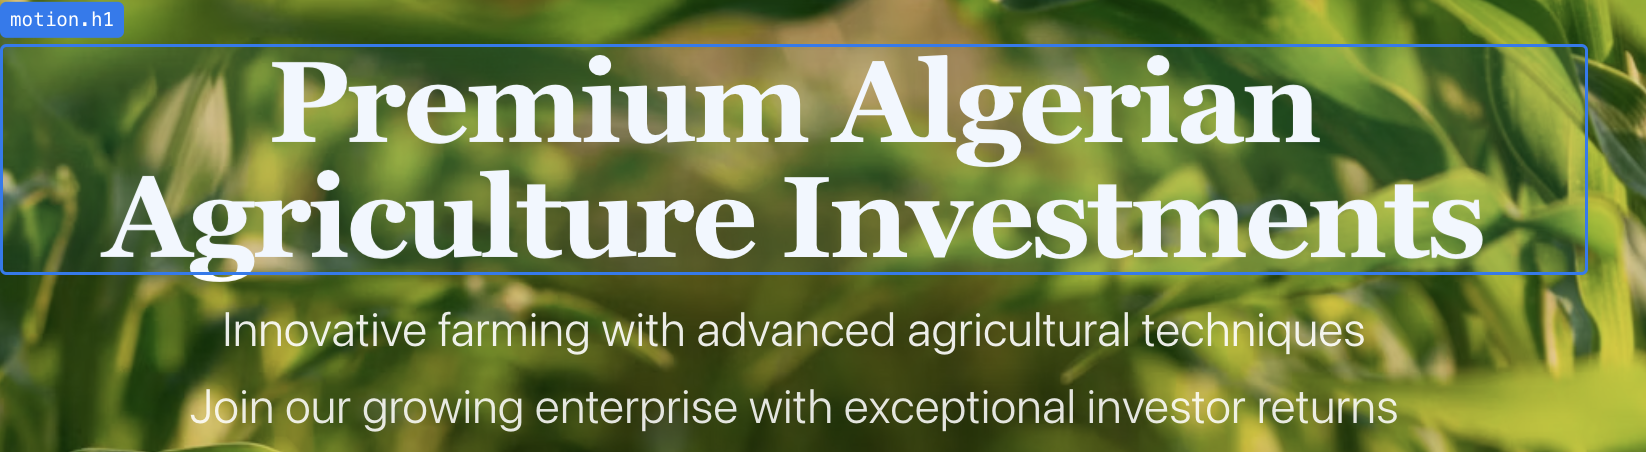 motion.h1
Premium Algerian
Agriculture Investments
Innovative farming with advanced agricultural techniques
Join our growing enterprise with exceptional investor returns